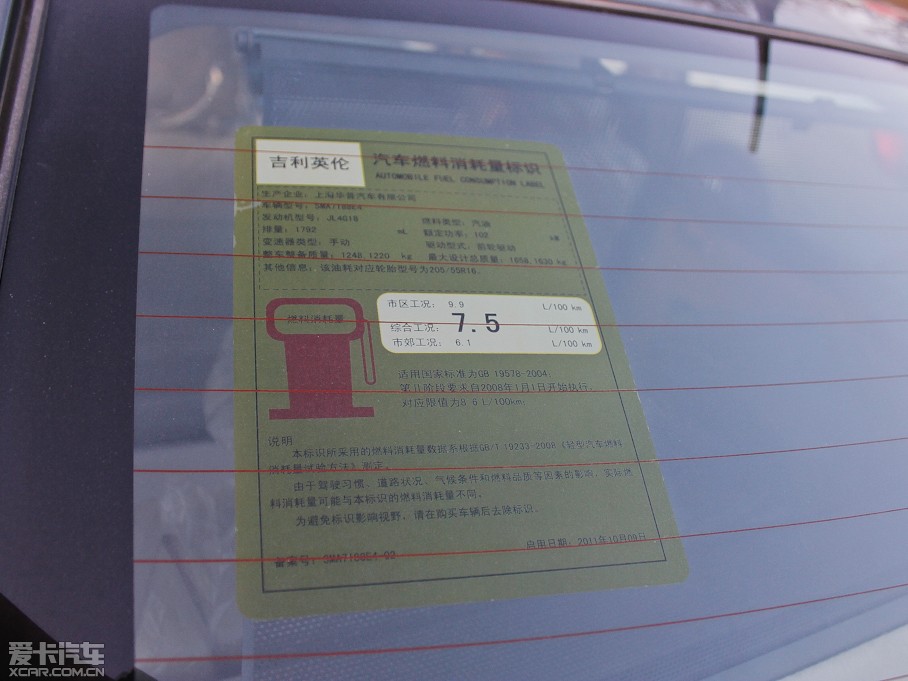 吉利英伦
汽车燃料消耗量标识
AUTOMOBILE FUEL CONSUMPTION LABEL
生产企业: 上海华普汽车有限公司
车辆型号:
发动机型号: JL4G18 燃料类型: 汽油
排量: 1792 mL 额定功率: 102 kW
变速器类型: 手动 驱动型式: 前轮驱动
整车整备质量: 1248,1220 kg 最大设计总质量: 1658,1630 kg
其他信息: 该油耗对应轮胎型号为205/55R16.
燃料消耗量
市区工况: 9.9 L/100 km
综合工况: 7.5 L/100 km
市郊工况: 6.1 L/100 km
适用国家标准为GB 19578-2004.
第II阶段要求自2008年1月1日开始执行,
对应限值为8.6 L/100km.
说明
本标识所采用的燃料消耗量数据系根据GB/T 19233-2008《轻型汽车燃料
消耗量试验方法》测定。
由于驾驶习惯、道路状况、气候条件和燃料品质等因素的影响,实际燃
料消耗量可能与本标识的燃料消耗量不同。
为避免标识影响视野,请在购买车辆后去除标识。
启用日期: 2011年10月09日
备案号:
爱卡汽车
XCAR.COM.CN